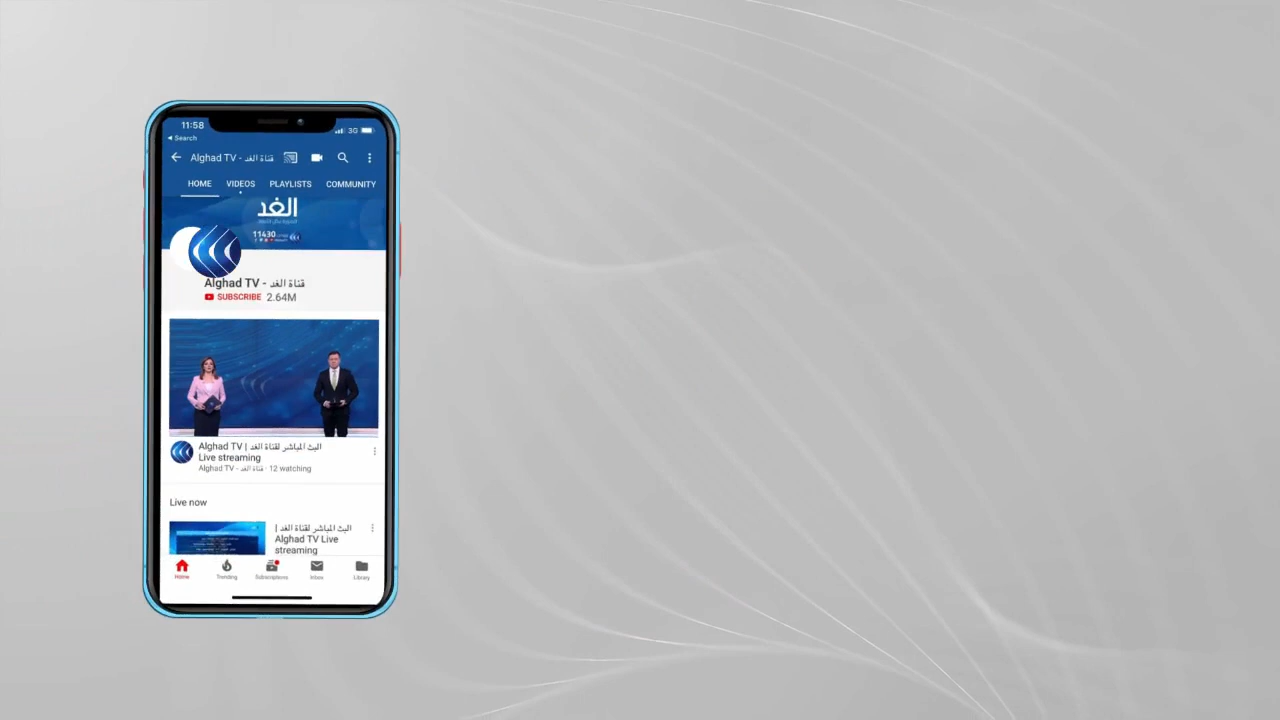 11:58
3G
Search
Alghad TV - قناة الغد
HOME VIDEOS PLAYLISTS COMMUNITY
الغد
11430
Alghad TV - قناة الغد
SUBSCRIBE 2.64M
Alghad TV | البث المباشر لقناة الغد
Live streaming
Alghad TV - قناة الغد · 12 watching
Live now
البث المباشر لقناة الغد |
Alghad TV Live
streaming
Home Trending Subscriptions Inbox Library